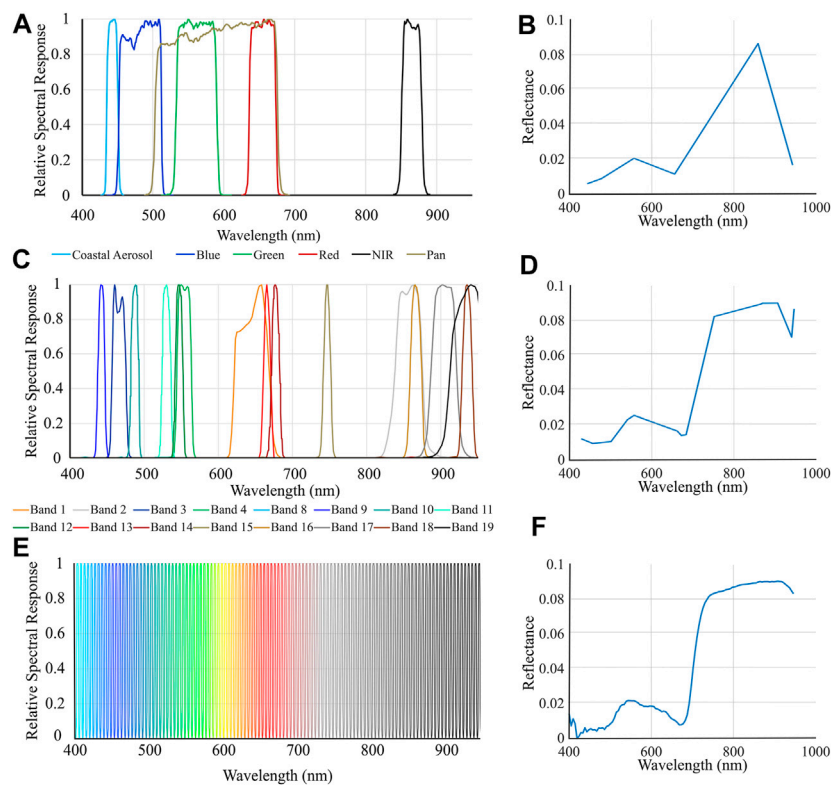 A
Relative Spectral Response
1
0.8
0.6
0.4
0.2
0
400 500 600 700 800 900
Wavelength (nm)
Coastal Aerosol Blue Green Red NIR Pan
B
Reflectance
0.1
0.08
0.06
0.04
0.02
0
400 600 800 1000
Wavelength (nm)
C
Relative Spectral Response
1
0.8
0.6
0.4
0.2
0
400 500 600 700 800 900
Wavelength (nm)
Band 1 Band 2 Band 3 Band 4 Band 8 Band 9 Band 10 Band 11
Band 12 Band 13 Band 14 Band 15 Band 16 Band 17 Band 18 Band 19
D
Reflectance
0.1
0.08
0.06
0.04
0.02
0
400 600 800 1000
Wavelength (nm)
E
Relative Spectral Response
1
0.8
0.6
0.4
0.2
0
400 500 600 700 800 900
Wavelength (nm)
F
Reflectance
0.1
0.08
0.06
0.04
0.02
0
400 600 800 1000
Wavelength (nm)